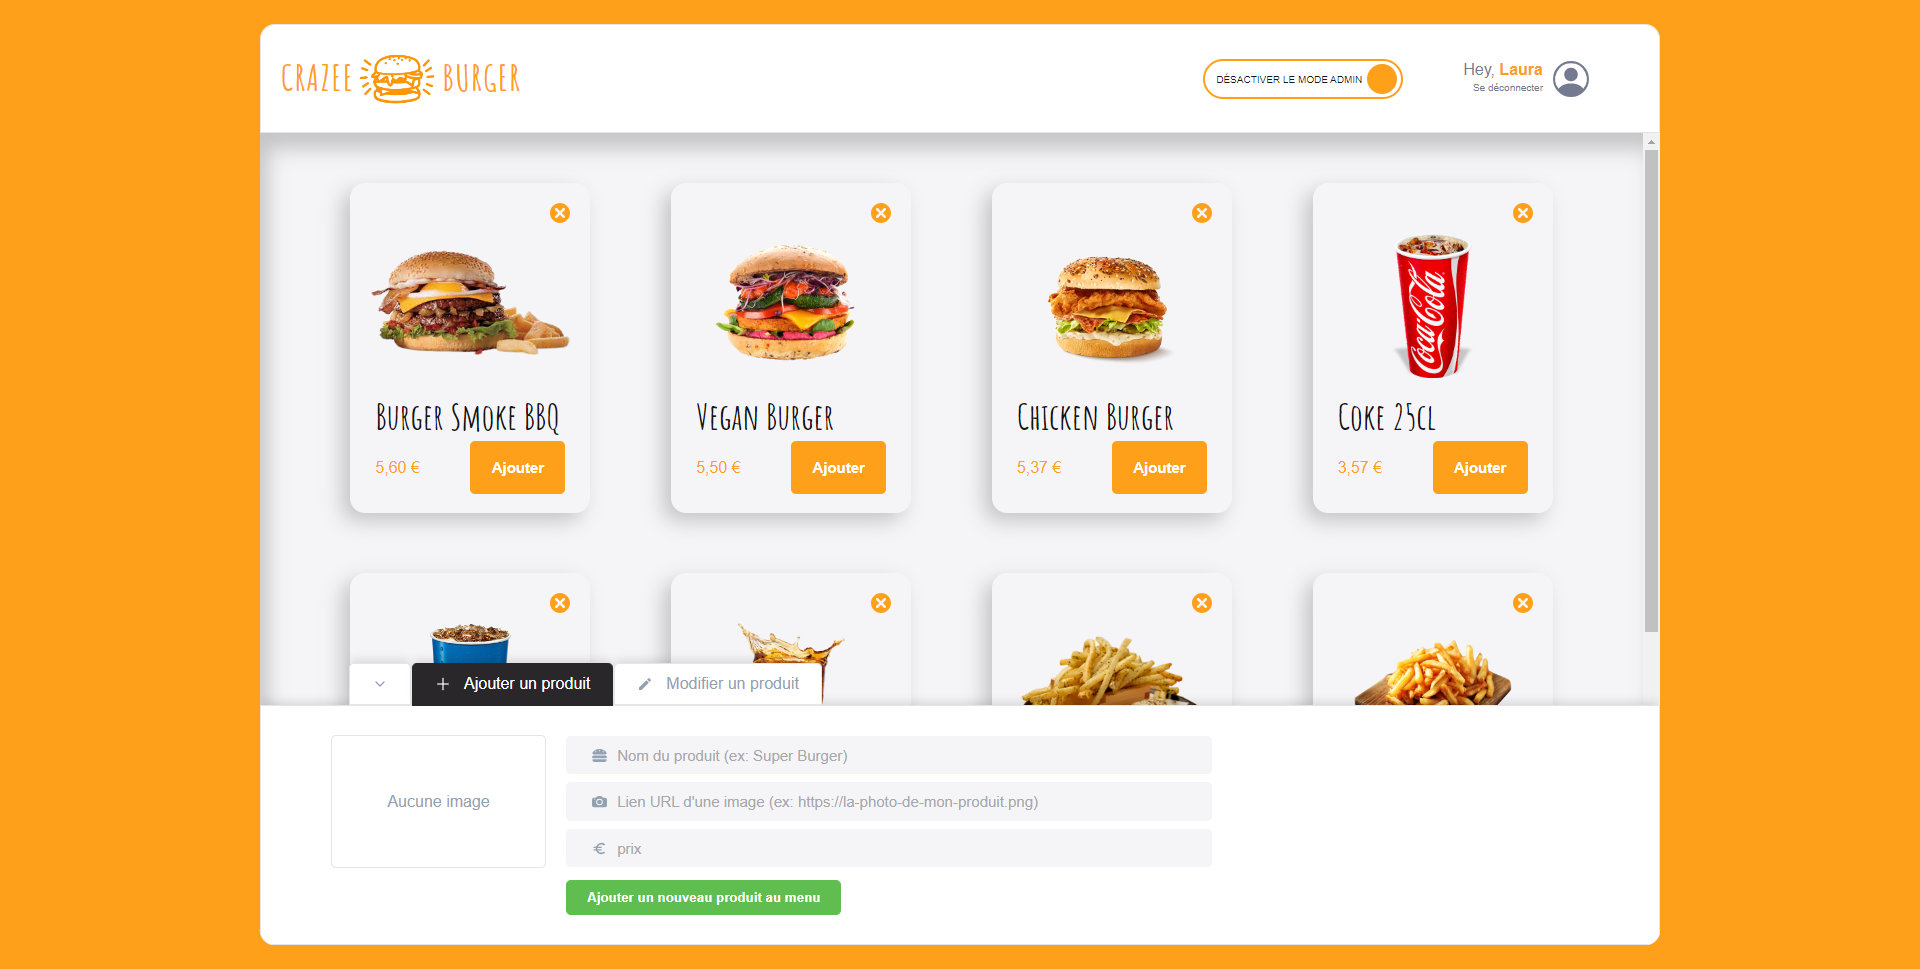 CRAZEE BURGER
DÉSACTIVER LE MODE ADMIN
Hey, Laura
Se déconnecter
Coca-Cola
Burger Smoke BBQ
5,60 €
Ajouter
Vegan Burger
5,50 €
Ajouter
Chicken Burger
5,37 €
Ajouter
Coke 25cl
3,57 €
Ajouter
Ajouter un produit
Modifier un produit
Aucune image
Nom du produit (ex: Super Burger)
Lien URL d'une image (ex: https://la-photo-de-mon-produit.png)
€ prix
Ajouter un nouveau produit au menu